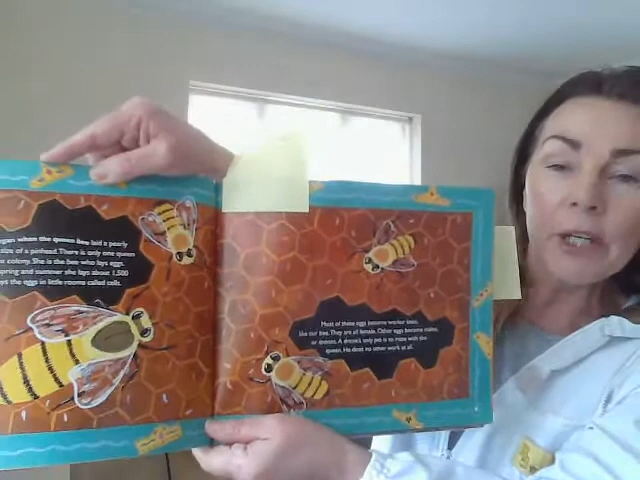 gan when the queen bee laid a pearly
size of a pinhead. There is only one queen
colony. She is the bee who lays eggs.
spring and summer she lays about 1,500
ys the eggs in little rooms called cells.
Most of these eggs become worker bees,
like our bee. They are all female. Other eggs become males,
or drones. A drone's only job is to mate with the
queen. He does no other work at all.